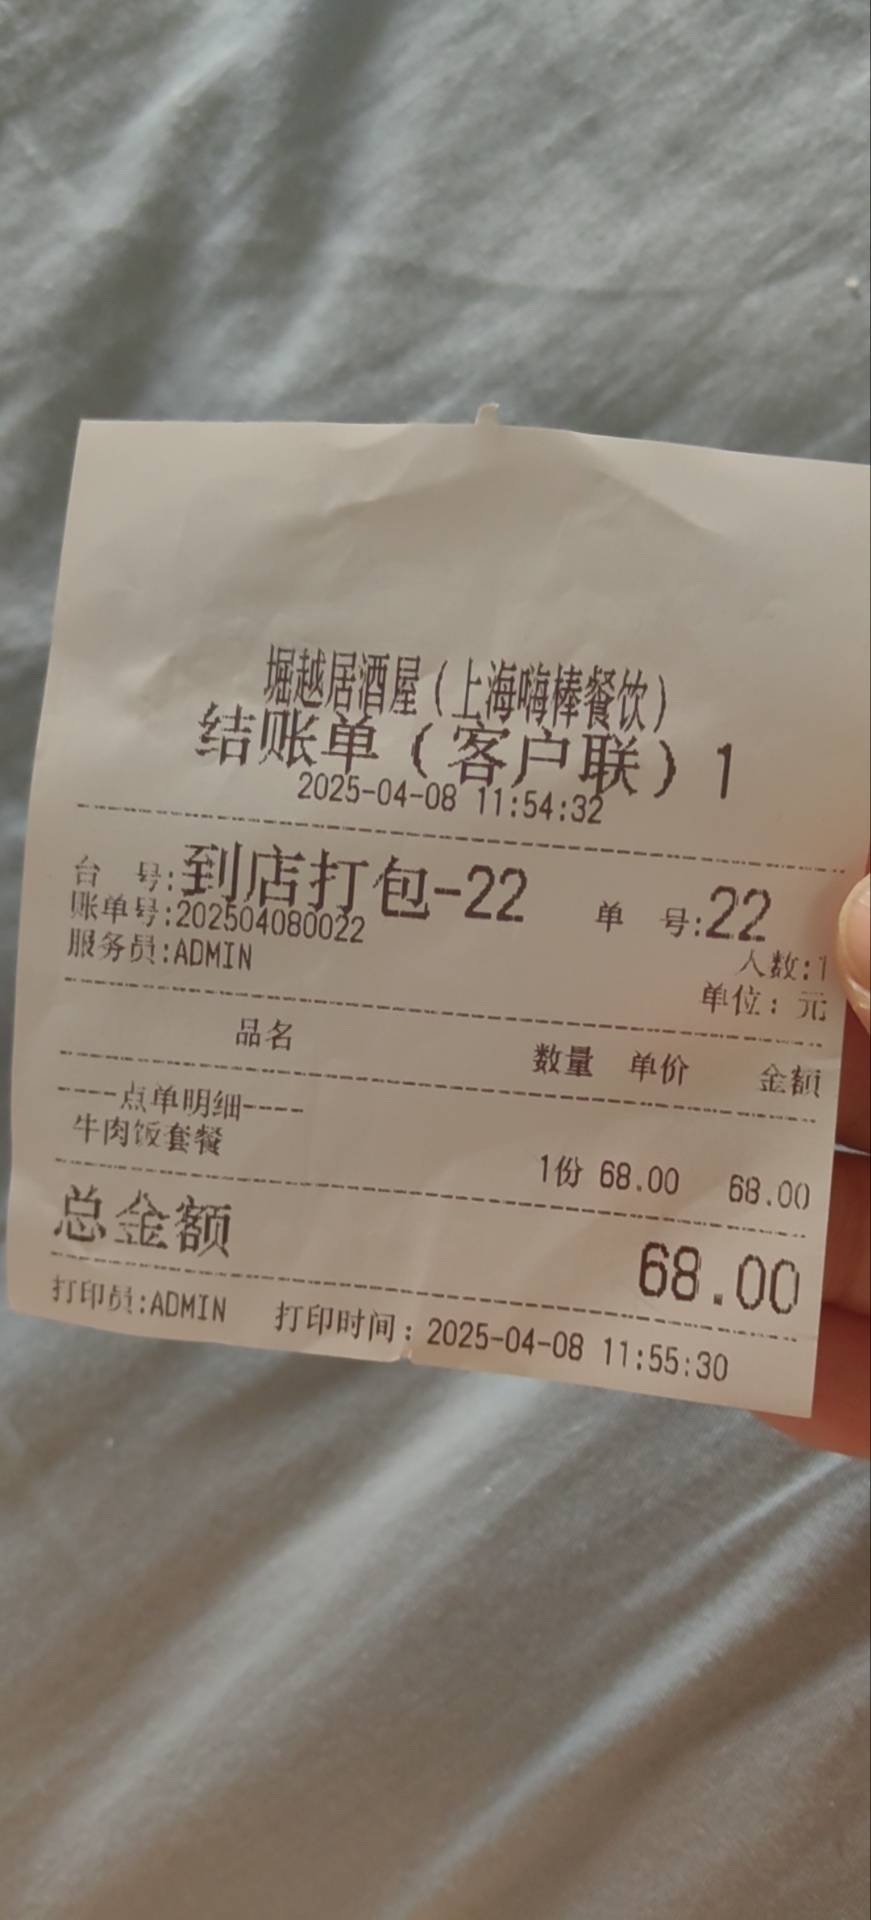 堀越居酒屋(上海嗨棒餐饮)
结账单(客户联)1
2025-04-08 11:54:32
台 号:到店打包-22 单 号:22
账单号:202504080022
人数:1
服务员:ADMIN
单位: 元
品名 数量 单价 金额
----点单明细----
牛肉饭套餐 1份 68.00 68.00
总金额 68.00
打印员:ADMIN 打印时间: 2025-04-08 11:55:30